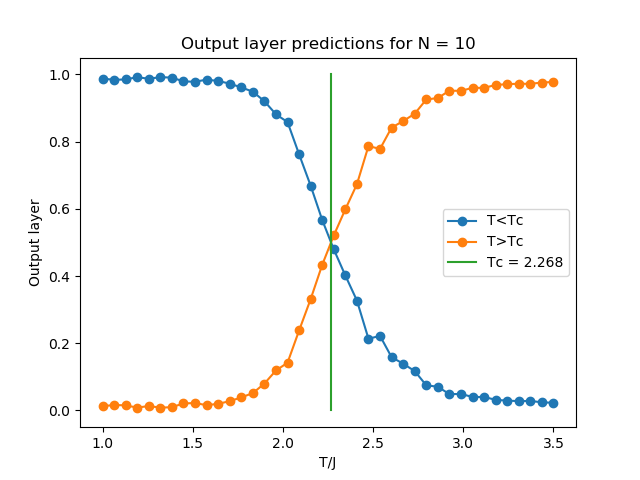 Output layer predictions for N = 10
1.0
0.8
0.6
0.4
0.2
0.0
Output layer
T<Tc
T>Tc
Tc = 2.268
1.0
1.5
2.0
2.5
3.0
3.5
T/J